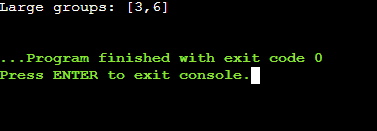 Large groups: [3,6]
...Program finished with exit code 0
Press ENTER to exit console.